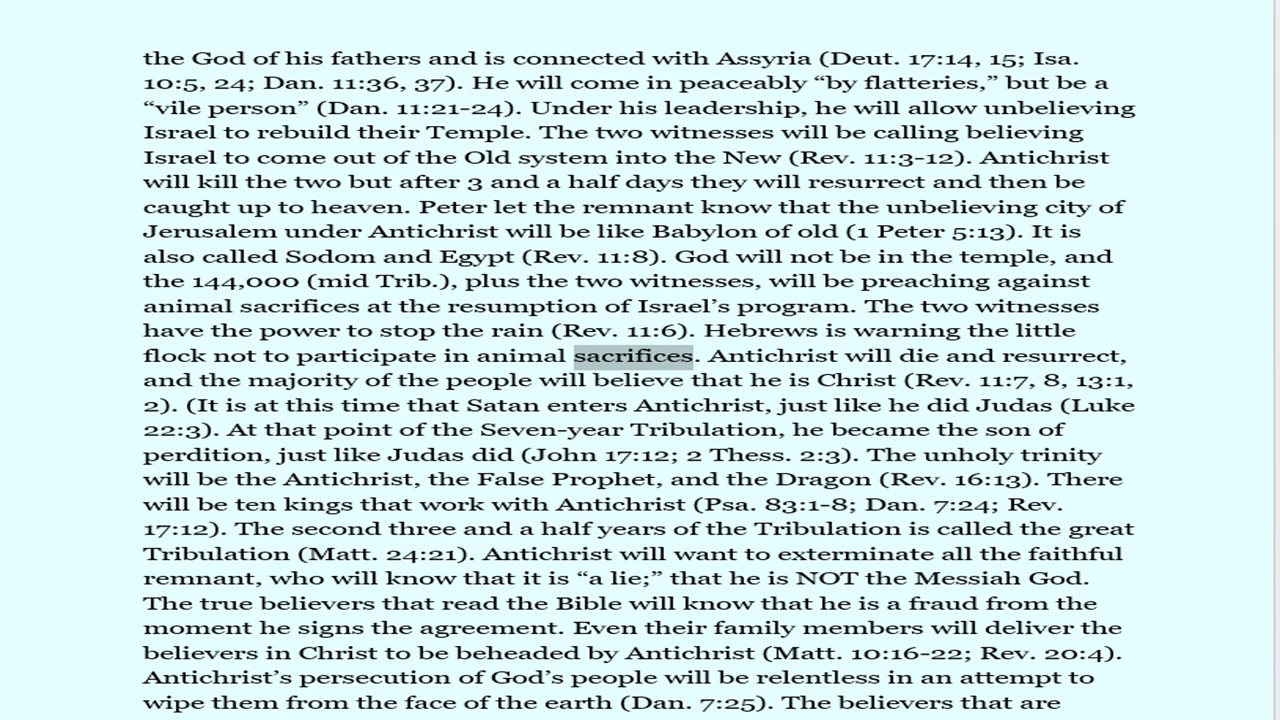 the God of his fathers and is connected with Assyria (Deut. 17:14, 15; Isa.
10:5, 24; Dan. 11:36, 37). He will come in peaceably “by flatteries,” but be a
“vile person” (Dan. 11:21-24). Under his leadership, he will allow unbelieving
Israel to rebuild their Temple. The two witnesses will be calling believing
Israel to come out of the Old system into the New (Rev. 11:3-12). Antichrist
will kill the two but after 3 and a half days they will resurrect and then be
caught up to heaven. Peter let the remnant know that the unbelieving city of
Jerusalem under Antichrist will be like Babylon of old (1 Peter 5:13). It is
also called Sodom and Egypt (Rev. 11:8). God will not be in the temple, and
the 144,000 (mid Trib.), plus the two witnesses, will be preaching against
animal sacrifices at the resumption of Israel’s program. The two witnesses
have the power to stop the rain (Rev. 11:6). Hebrews is warning the little
flock not to participate in animal sacrifices. Antichrist will die and resurrect,
and the majority of the people will believe that he is Christ (Rev. 11:7, 8, 13:1,
2). (It is at this time that Satan enters Antichrist, just like he did Judas (Luke
22:3). At that point of the Seven-year Tribulation, he became the son of
perdition, just like Judas did (John 17:12; 2 Thess. 2:3). The unholy trinity
will be the Antichrist, the False Prophet, and the Dragon (Rev. 16:13). There
will be ten kings that work with Antichrist (Psa. 83:1-8; Dan. 7:24; Rev.
17:12). The second three and a half years of the Tribulation is called the great
Tribulation (Matt. 24:21). Antichrist will want to exterminate all the faithful
remnant, who will know that it is “a lie;” that he is NOT the Messiah God.
The true believers that read the Bible will know that he is a fraud from the
moment he signs the agreement. Even their family members will deliver the
believers in Christ to be beheaded by Antichrist (Matt. 10:16-22; Rev. 20:4).
Antichrist’s persecution of God’s people will be relentless in an attempt to
wipe them from the face of the earth (Dan. 7:25). The believers that are